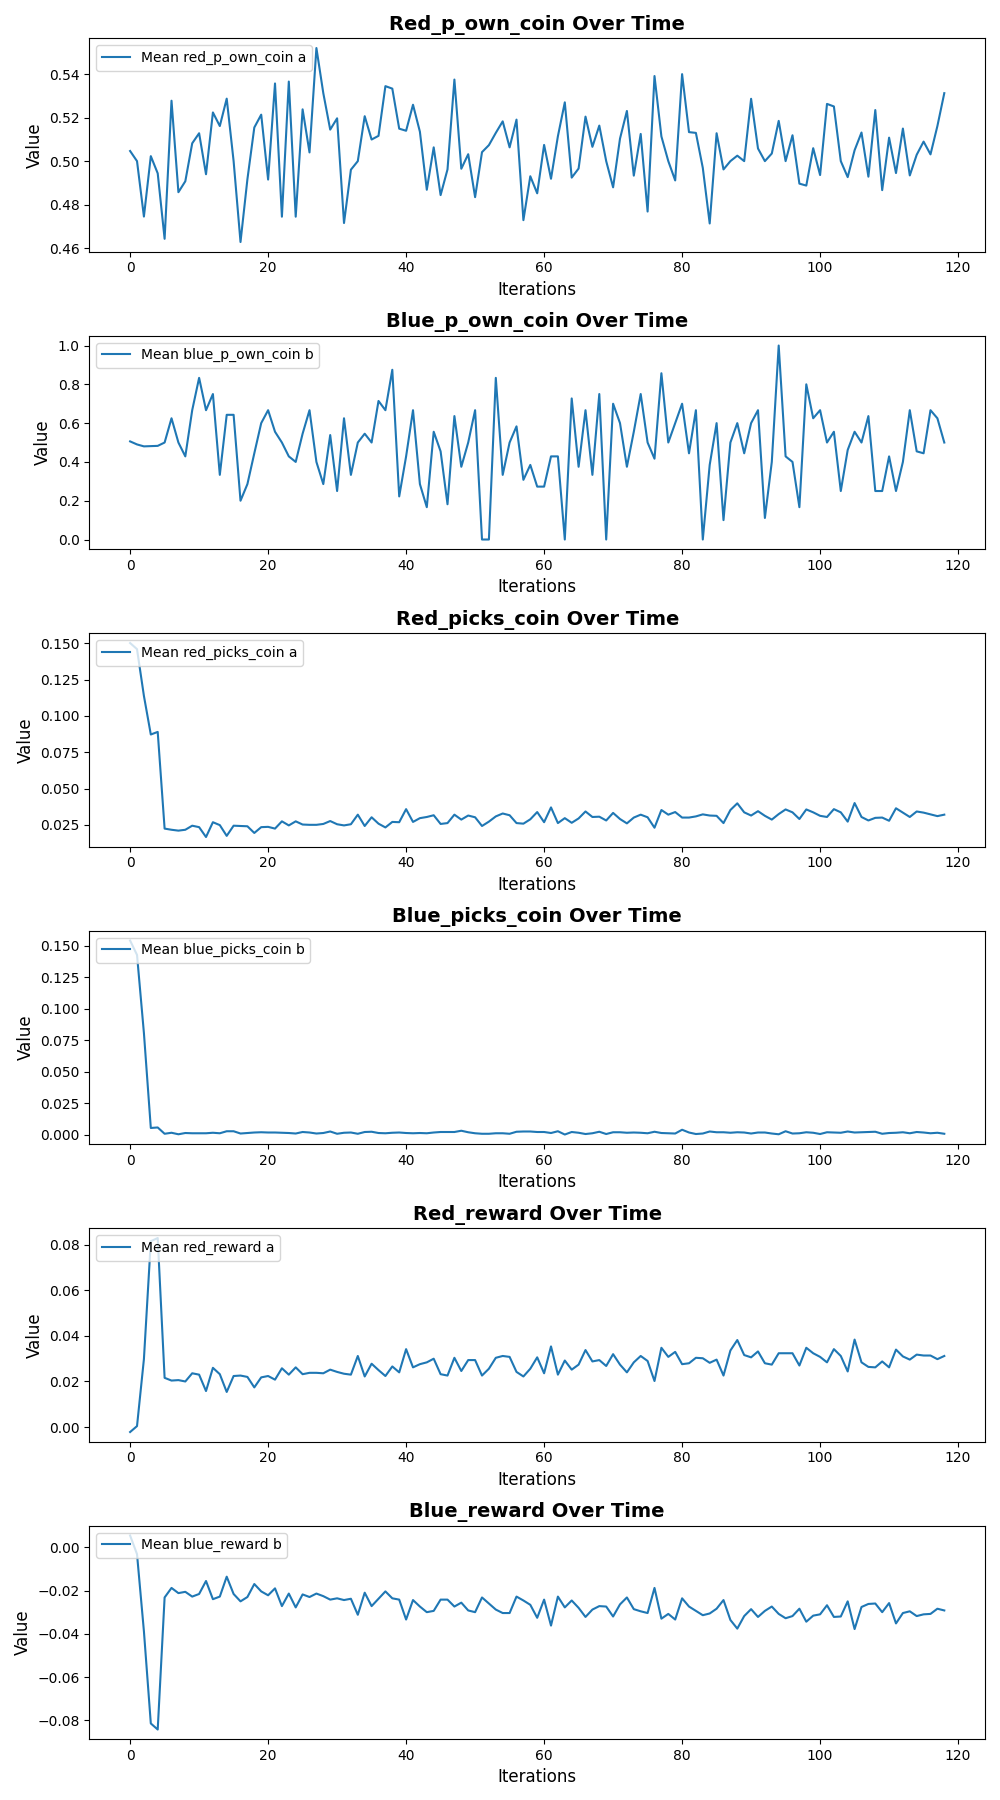 Red_p_own_coin Over Time
Mean red_p_own_coin a
Value
0.54
0.52
0.50
0.48
0.46
0 20 40 60 80 100 120
Iterations
Blue_p_own_coin Over Time
Mean blue_p_own_coin b
Value
1.0
0.8
0.6
0.4
0.2
0.0
0 20 40 60 80 100 120
Iterations
Red_picks_coin Over Time
Mean red_picks_coin a
Value
0.150
0.125
0.100
0.075
0.050
0.025
0 20 40 60 80 100 120
Iterations
Blue_picks_coin Over Time
Mean blue_picks_coin b
Value
0.150
0.125
0.100
0.075
0.050
0.025
0.000
0 20 40 60 80 100 120
Iterations
Red_reward Over Time
Mean red_reward a
Value
0.08
0.06
0.04
0.02
0.00
0 20 40 60 80 100 120
Iterations
Blue_reward Over Time
Mean blue_reward b
Value
0.00
−0.02
−0.04
−0.06
−0.08
0 20 40 60 80 100 120
Iterations